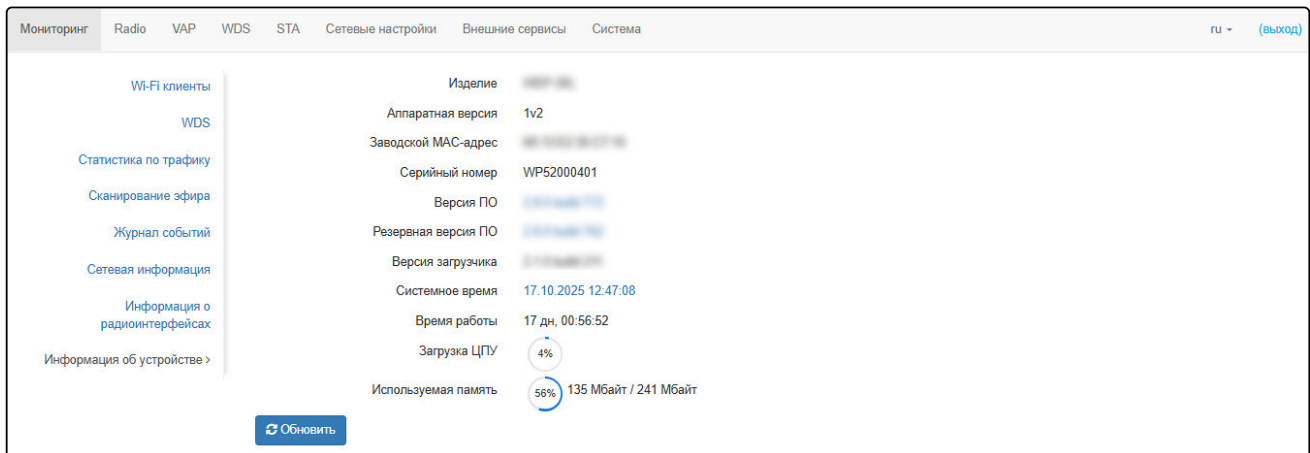 Мониторинг Radio VAP WDS STA Сетевые настройки Внешние сервисы Система ru (выход)
Wi-Fi клиенты
WDS
Статистика по трафику
Сканирование эфира
Журнал событий
Сетевая информация
Информация о
радиоинтерфейсах
Информация об устройстве >
Изделие
Аппаратная версия 1v2
Заводской MAC-адрес
Серийный номер WP52000401
Версия ПО
Резервная версия ПО
Версия загрузчика
Системное время 17.10.2025 12:47:08
Время работы 17 дн, 00:56:52
Загрузка ЦПУ 4%
Используемая память 56% 135 Мбайт / 241 Мбайт
Обновить